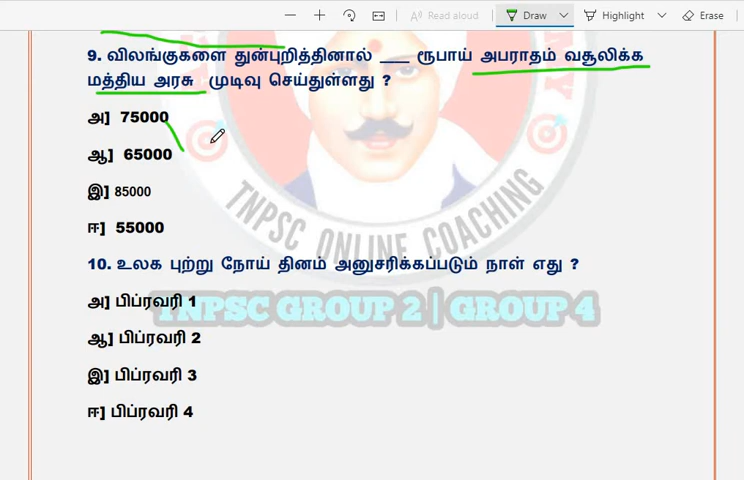 Read aloud Draw Highlight Erase
9. விலங்குகளை துன்புறித்தினால் ___ ரூபாய் அபராதம் வசூலிக்க
மத்திய அரசு முடிவு செய்துள்ளது ?
அ] 75000
ஆ] 65000
இ] 85000
ஈ] 55000
TNPSC ONLINE COACHING
10. உலக புற்று நோய் தினம் அனுசரிக்கப்படும் நாள் எது ?
அ] பிப்ரவரி 1
TNPSC GROUP 2 | GROUP 4
ஆ] பிப்ரவரி 2
இ] பிப்ரவரி 3
ஈ] பிப்ரவரி 4